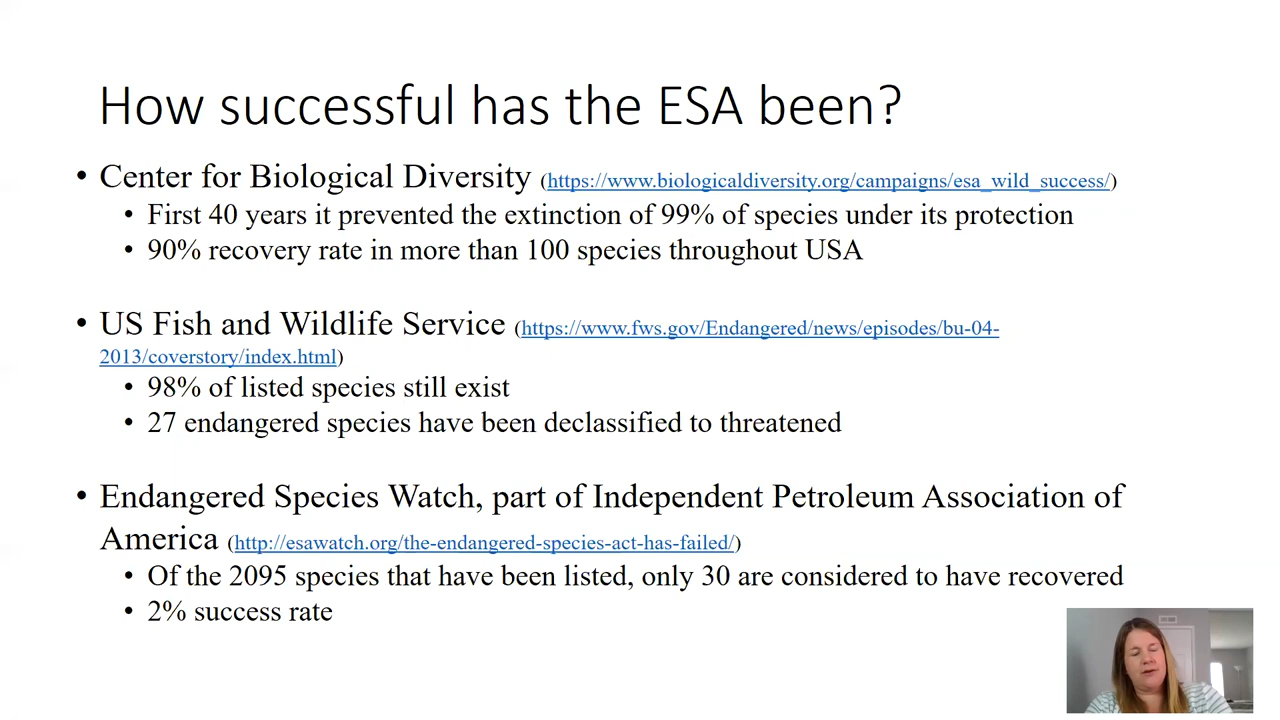 How successful has the ESA been?
• Center for Biological Diversity (https://www.biologicaldiversity.org/campaigns/esa_wild_success/)
• First 40 years it prevented the extinction of 99% of species under its protection
• 90% recovery rate in more than 100 species throughout USA
• US Fish and Wildlife Service (https://www.fws.gov/Endangered/news/episodes/bu-04-
2013/coverstory/index.html)
• 98% of listed species still exist
• 27 endangered species have been declassified to threatened
• Endangered Species Watch, part of Independent Petroleum Association of
America (http://esawatch.org/the-endangered-species-act-has-failed/)
• Of the 2095 species that have been listed, only 30 are considered to have recovered
• 2% success rate